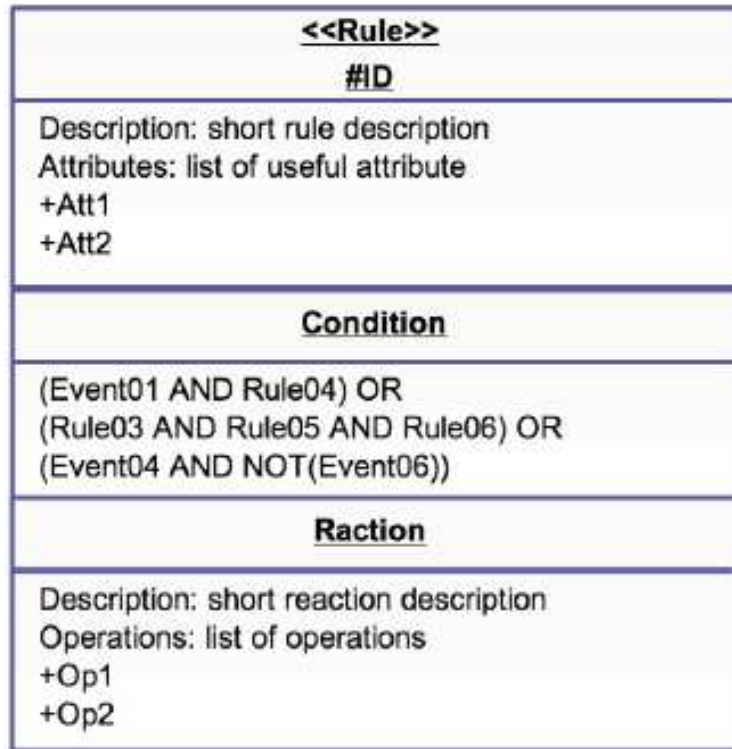 <<Rule>>
#ID
Description: short rule description
Attributes: list of useful attribute
+Att1
+Att2
Condition
(Event01 AND Rule04) OR
(Rule03 AND Rule05 AND Rule06) OR
(Event04 AND NOT(Event06))
Raction
Description: short reaction description
Operations: list of operations
+Op1
+Op2